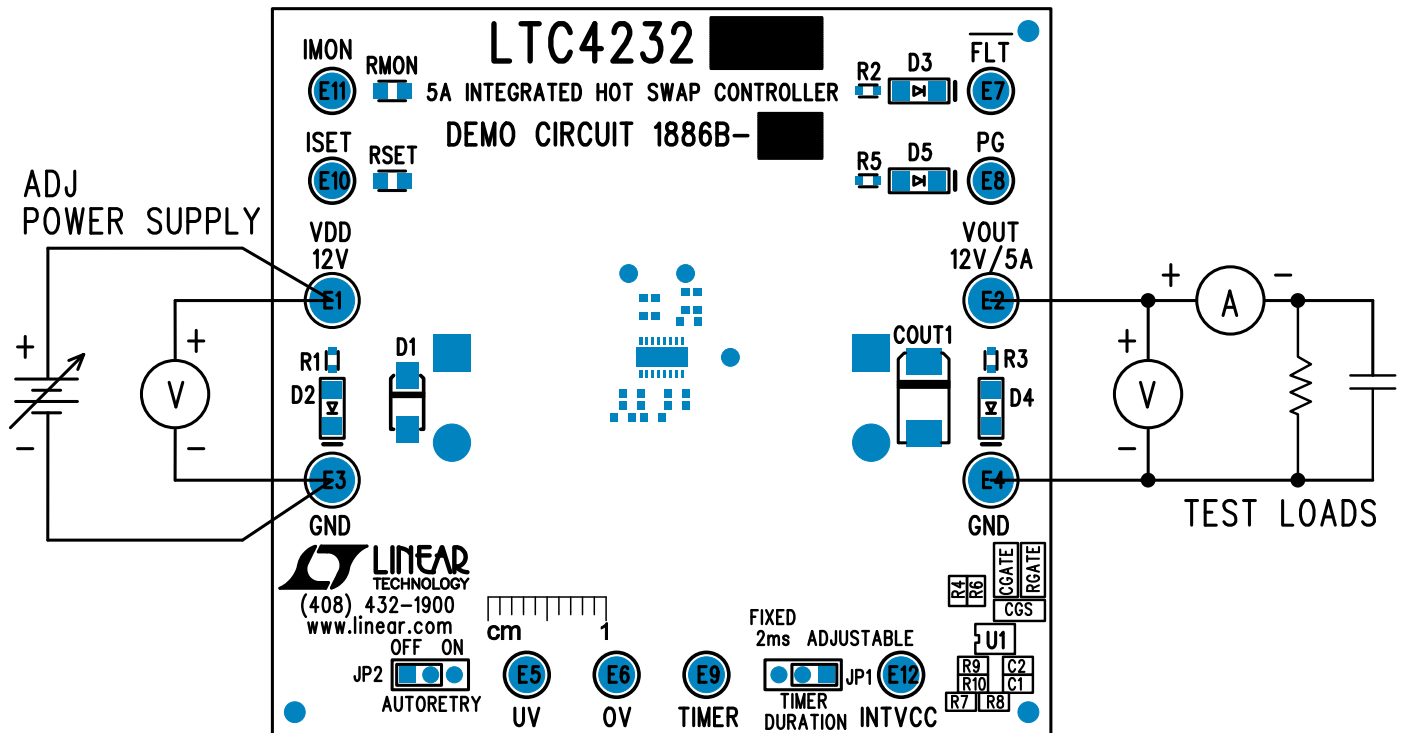 LTC4232
5A INTEGRATED HOT SWAP CONTROLLER
DEMO CIRCUIT 1886B-
IMON
E11
RMON
ISET
E10
RSET
FLT
E7
R2
D3
PG
E8
R5
D5
ADJ
POWER SUPPLY
VDD
12V
E1
+
-
+
V
-
R1
D2
D1
E3
GND
VOUT
12V/5A
E2
COUT1
R3
D4
E4
GND
+
A
-
+
V
-
TEST LOADS
LINEAR
TECHNOLOGY
(408) 432-1900
www.linear.com
cm
1
OFF ON
JP2
AUTORETRY
E5
UV
E6
OV
E9
TIMER
FIXED
2ms ADJUSTABLE
JP1
TIMER
DURATION
E12
INTVCC
R4
R6
CGATE
RGATE
CGS
U1
R9
C2
R10
C1
R7
R8